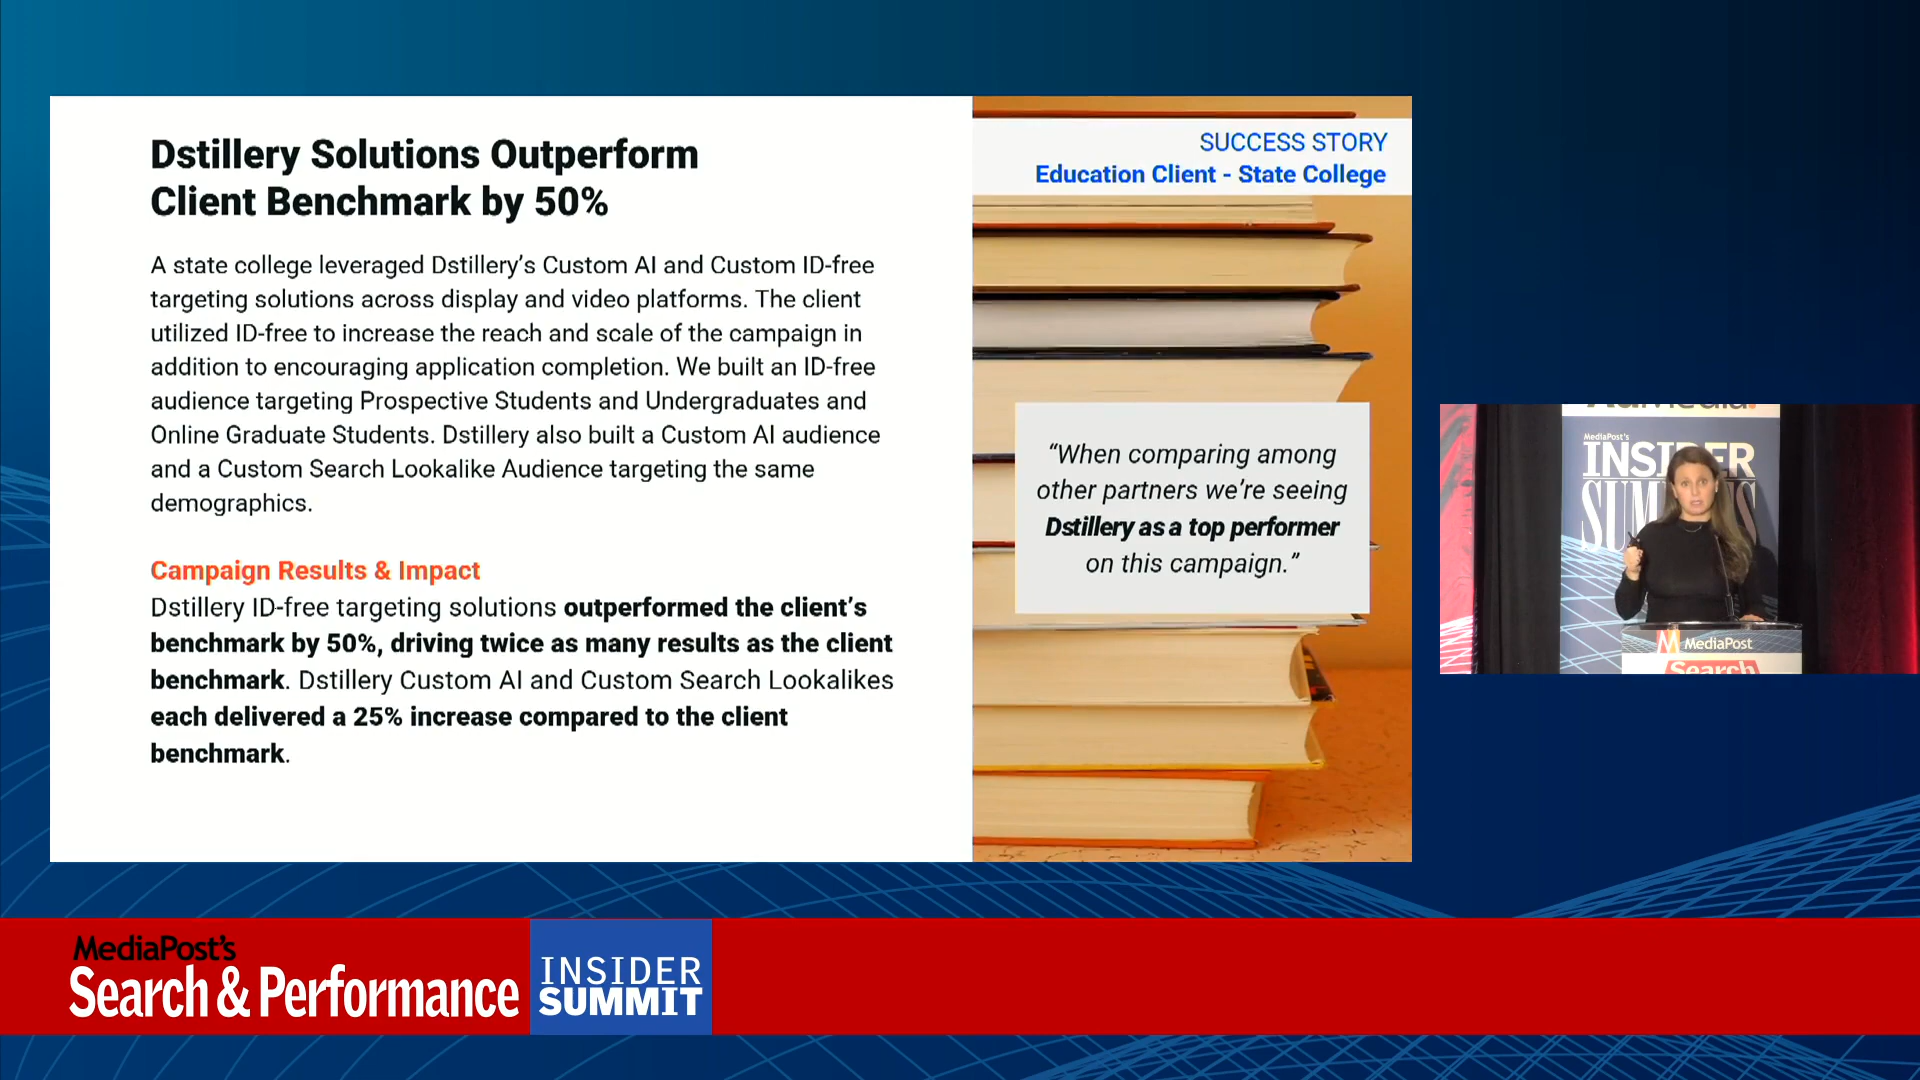 Dstillery Solutions Outperform
Client Benchmark by 50%
A state college leveraged Dstillery’s Custom AI and Custom ID-free
targeting solutions across display and video platforms. The client
utilized ID-free to increase the reach and scale of the campaign in
addition to encouraging application completion. We built an ID-free
audience targeting Prospective Students and Undergraduates and
Online Graduate Students. Dstillery also built a Custom AI audience
and a Custom Search Lookalike Audience targeting the same
demographics.
Campaign Results & Impact
Dstillery ID-free targeting solutions outperformed the client’s
benchmark by 50%, driving twice as many results as the client
benchmark. Dstillery Custom AI and Custom Search Lookalikes
each delivered a 25% increase compared to the client
benchmark.
SUCCESS STORY
Education Client - State College
“When comparing among
other partners we’re seeing
Dstillery as a top performer
on this campaign.”
MediaPost's
INSIDER
MediaPost
Search
MediaPost's
Search & Performance
INSIDER
SUMMIT